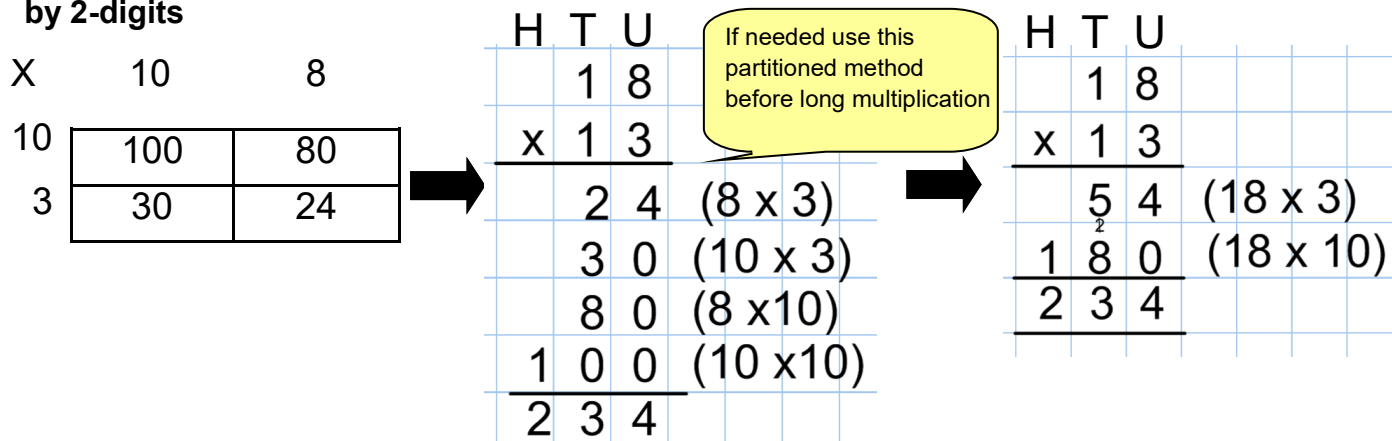 by 2-digits
X 10 8
10 100 80
3 30 24
H T U
1 8
x 1 3
2 4 (8 x 3)
3 0 (10 x 3)
8 0 (8 x10)
1 0 0 (10 x10)
2 3 4
If needed use this
partitioned method
before long multiplication
H T U
1 8
x 1 3
5 4 (18 x 3)
2
1 8 0 (18 x 10)
2 3 4